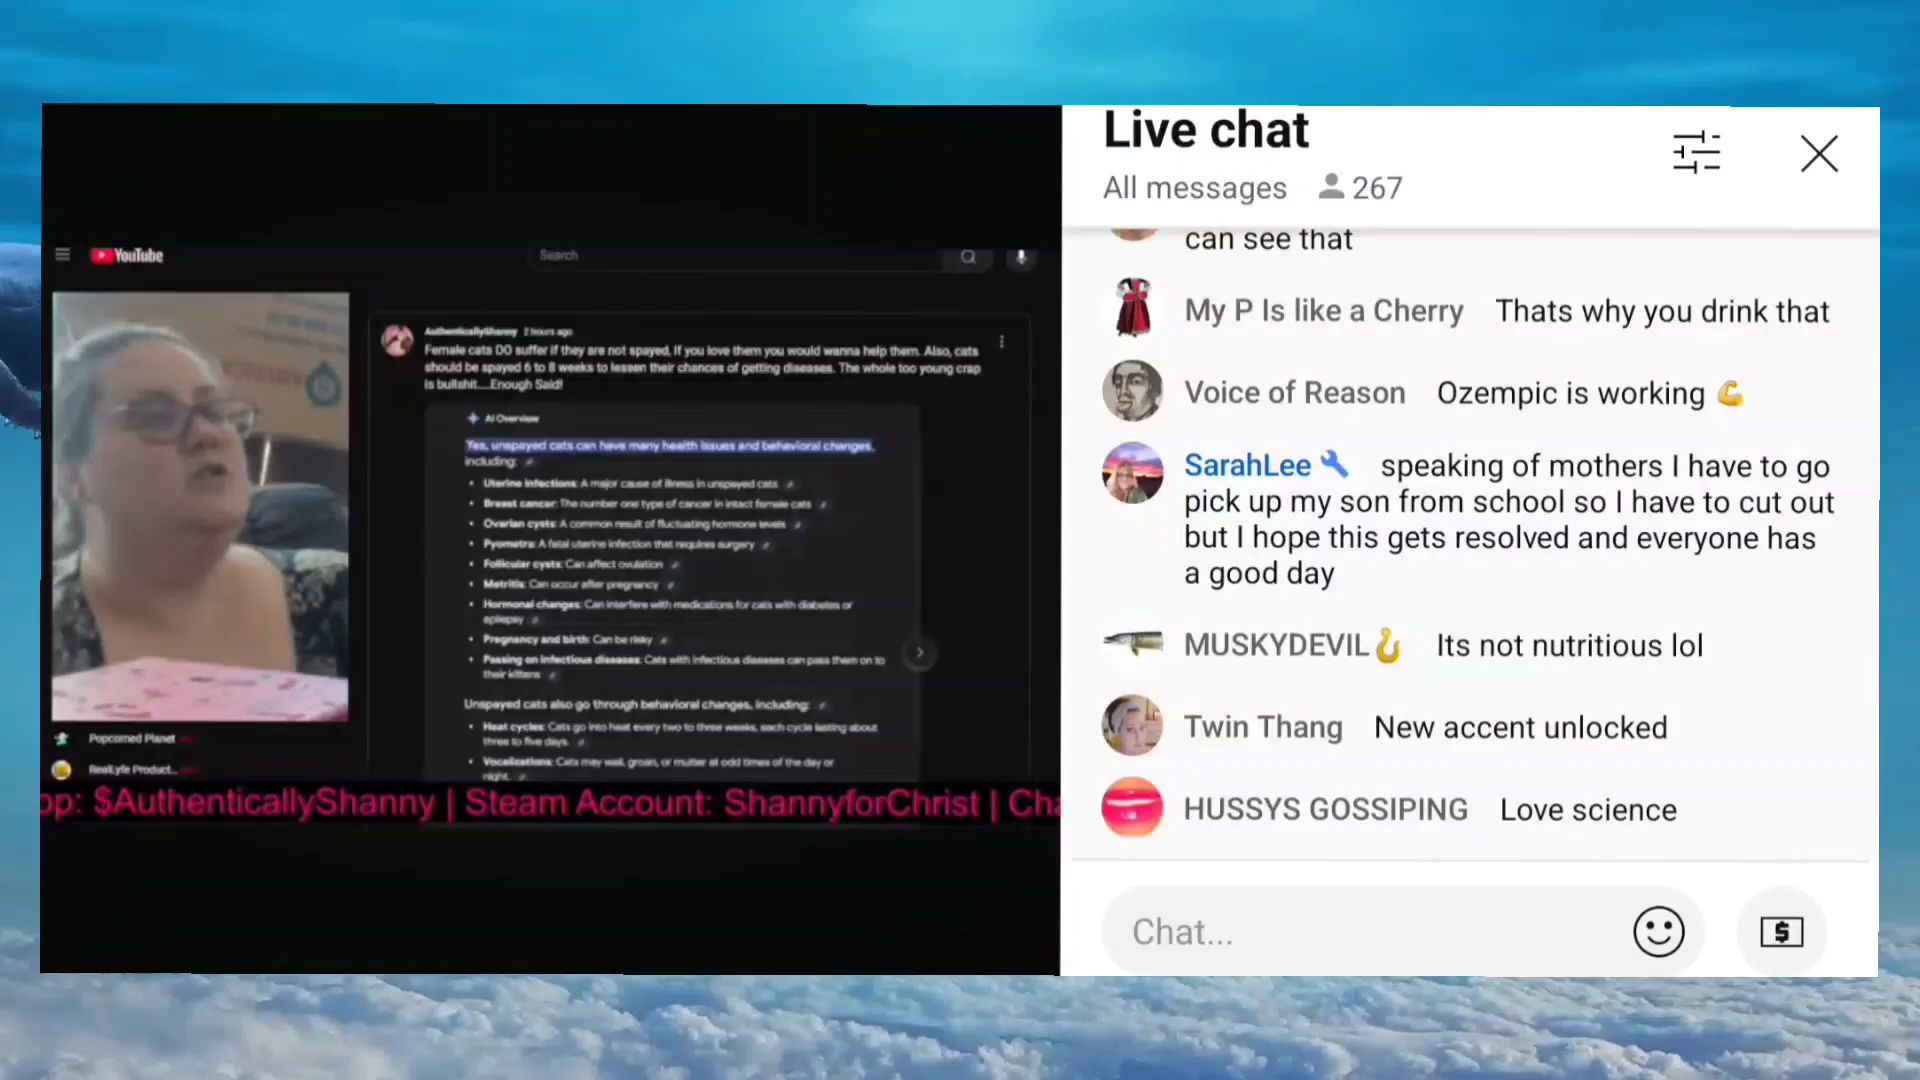 YouTube
Search
AuthenticallyShanny 2 hours ago
Female cats DO suffer if they are not spayed, If you love them you would wanna help them. Also, cats
should be spayed 6 to 8 weeks to lessen their chances of getting diseases. The whole too young crap
is bullshit....Enough Said!
AI Overview
Yes, unspayed cats can have many health issues and behavioral changes,
including:
• Uterine infections: A major cause of illness in unspayed cats
• Breast cancer: The number one type of cancer in intact female cats
• Ovarian cysts: A common result of fluctuating hormone levels
• Pyometra: A fatal uterine infection that requires surgery
• Follicular cysts: Can affect ovulation
• Metritis: Can occur after pregnancy
• Hormonal changes: Can interfere with medications for cats with diabetes or
epilepsy
• Pregnancy and birth: Can be risky
• Passing on infectious diseases: Cats with infectious diseases can pass them on to
their kittens
Unspayed cats also go through behavioral changes, including:
• Heat cycles: Cats go into heat every two to three weeks, each cycle lasting about
three to five days.
• Vocalizations: Cats may wail, groan, or mutter at odd times of the day or
night.
Popcorned Planet
RealLyfe Product...
op: $AuthenticallyShanny | Steam Account: ShannyforChrist | Cha
Live chat
All messages 267
can see that
My P Is like a Cherry Thats why you drink that
Voice of Reason Ozempic is working 💪
SarahLee speaking of mothers I have to go
pick up my son from school so I have to cut out
but I hope this gets resolved and everyone has
a good day
MUSKYDEVIL🪝 Its not nutritious lol
Twin Thang New accent unlocked
HUSSYS GOSSIPING Love science
Chat...